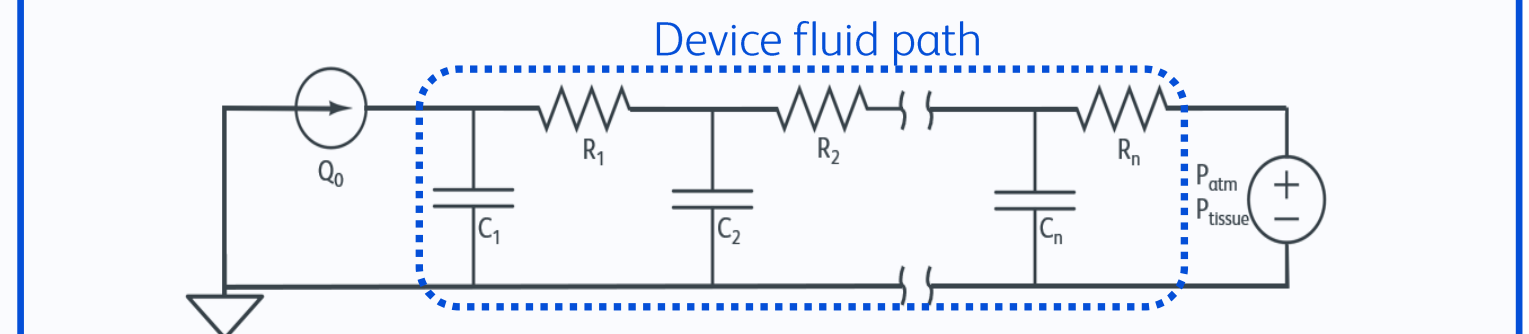 Device fluid path
Q₀
R₁
R₂
Rₙ
C₁
C₂
Cₙ
Pₐₜₘ
Pₜᵢₛₛᵤₑ
+
−